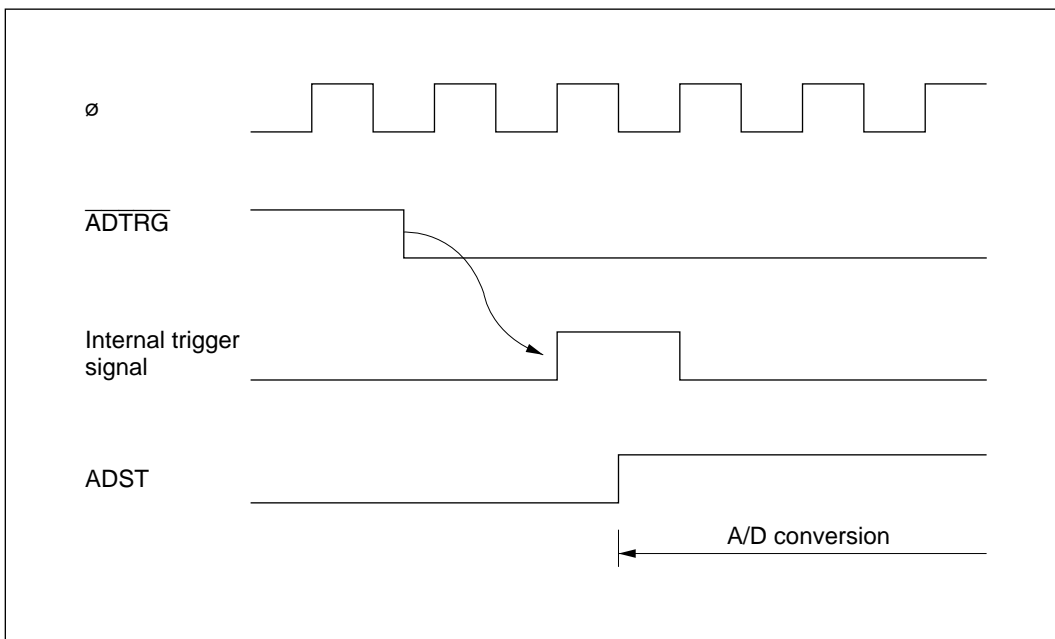 ø
ADTRG
Internal trigger
signal
ADST
A/D conversion